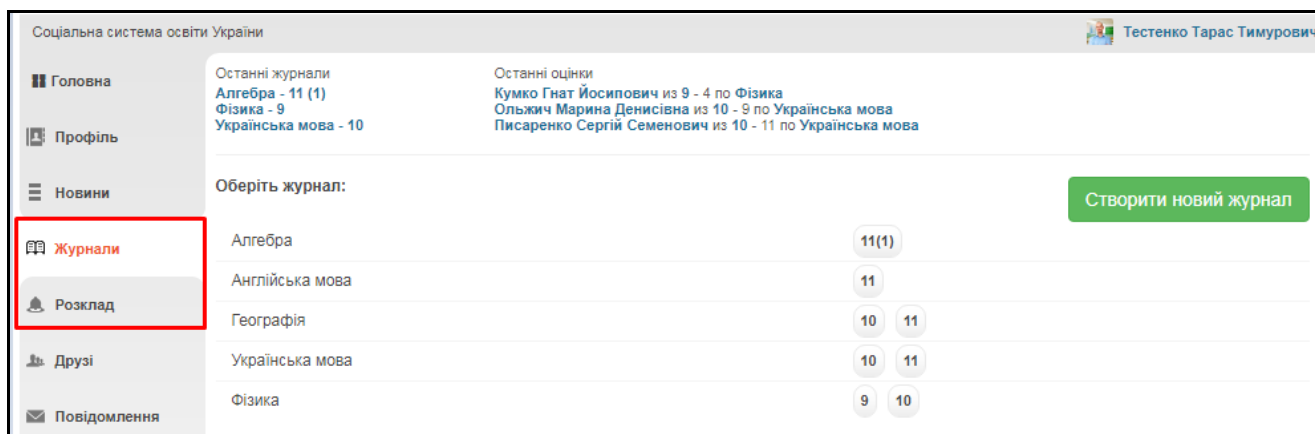 Соціальна система освіти України
Тестенко Тарас Тимурович
Головна
Профіль
Новини
Журнали
Розклад
Друзі
Повідомлення
Останні журнали
Алгебра - 11 (1)
Фізика - 9
Українська мова - 10
Останні оцінки
Кумко Гнат Йосипович из 9 - 4 по Фізика
Ольжич Марина Денисівна из 10 - 9 по Українська мова
Писаренко Сергій Семенович из 10 - 11 по Українська мова
Оберіть журнал:
Створити новий журнал
Алгебра 11(1)
Англійська мова 11
Географія 10 11
Українська мова 10 11
Фізика 9 10